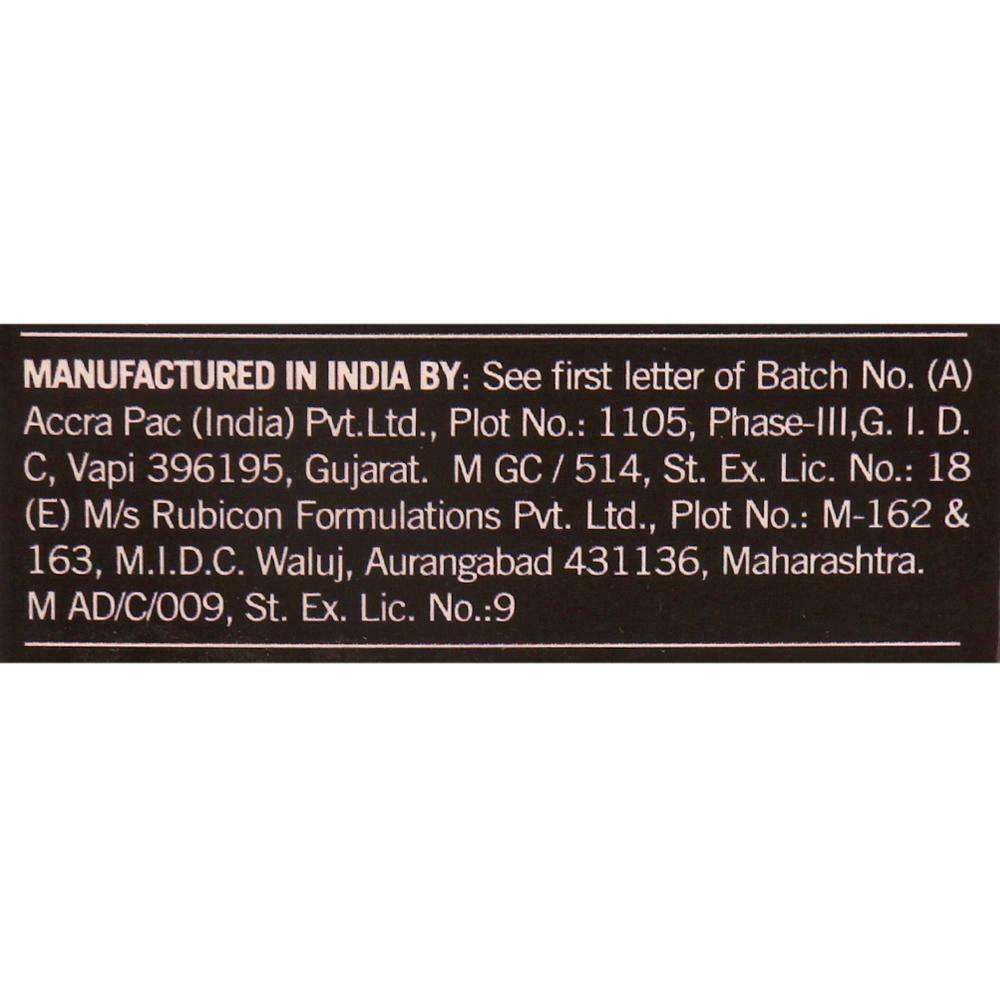 MANUFACTURED IN INDIA BY: See first letter of Batch No. (A)
Accra Pac (India) Pvt.Ltd., Plot No.: 1105, Phase-III,G. I. D.
C, Vapi 396195, Gujarat. M GC / 514, St. Ex. Lic. No.: 18
(E) M/s Rubicon Formulations Pvt. Ltd., Plot No.: M-162 &
163, M.I.D.C. Waluj, Aurangabad 431136, Maharashtra.
M AD/C/009, St. Ex. Lic. No.:9